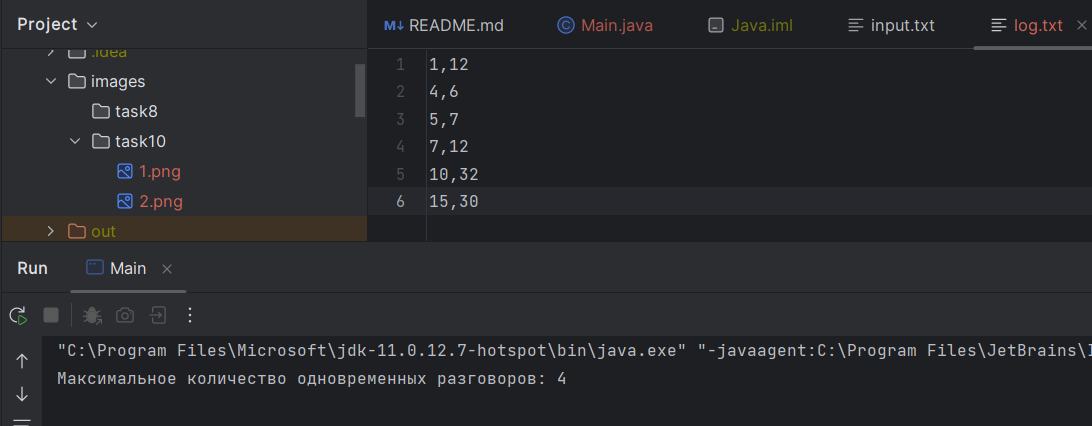 Project
README.md
Main.java
Java.iml
input.txt
log.txt
.idea
images
task8
task10
1.png
2.png
out
1 1,12
2 4,6
3 5,7
4 7,12
5 10,32
6 15,30
Run
Main
"C:\Program Files\Microsoft\jdk-11.0.12.7-hotspot\bin\java.exe" "-javaagent:C:\Program Files\JetBrains\
Максимальное количество одновременных разговоров: 4